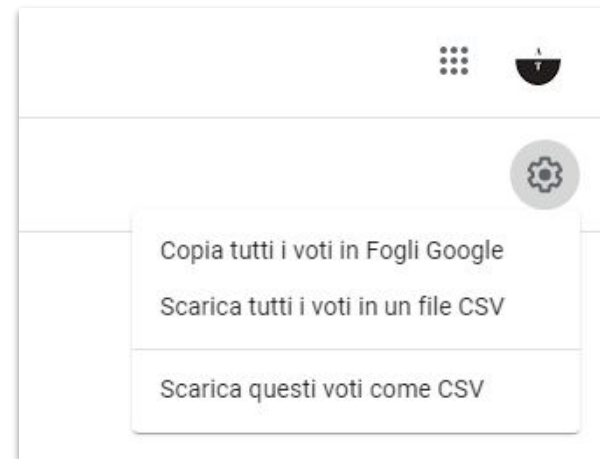 A
T
Copia tutti i voti in Fogli Google
Scarica tutti i voti in un file CSV
Scarica questi voti come CSV